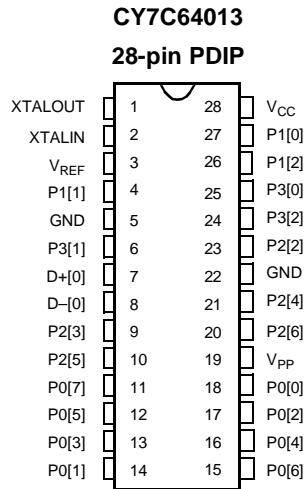 CY7C64013
28-pin PDIP
XTALOUT 1 28 VCC
XTALIN 2 27 P1[0]
VREF 3 26 P1[2]
P1[1] 4 25 P3[0]
GND 5 24 P3[2]
P3[1] 6 23 P2[2]
D+[0] 7 22 GND
D–[0] 8 21 P2[4]
P2[3] 9 20 P2[6]
P2[5] 10 19 VPP
P0[7] 11 18 P0[0]
P0[5] 12 17 P0[2]
P0[3] 13 16 P0[4]
P0[1] 14 15 P0[6]